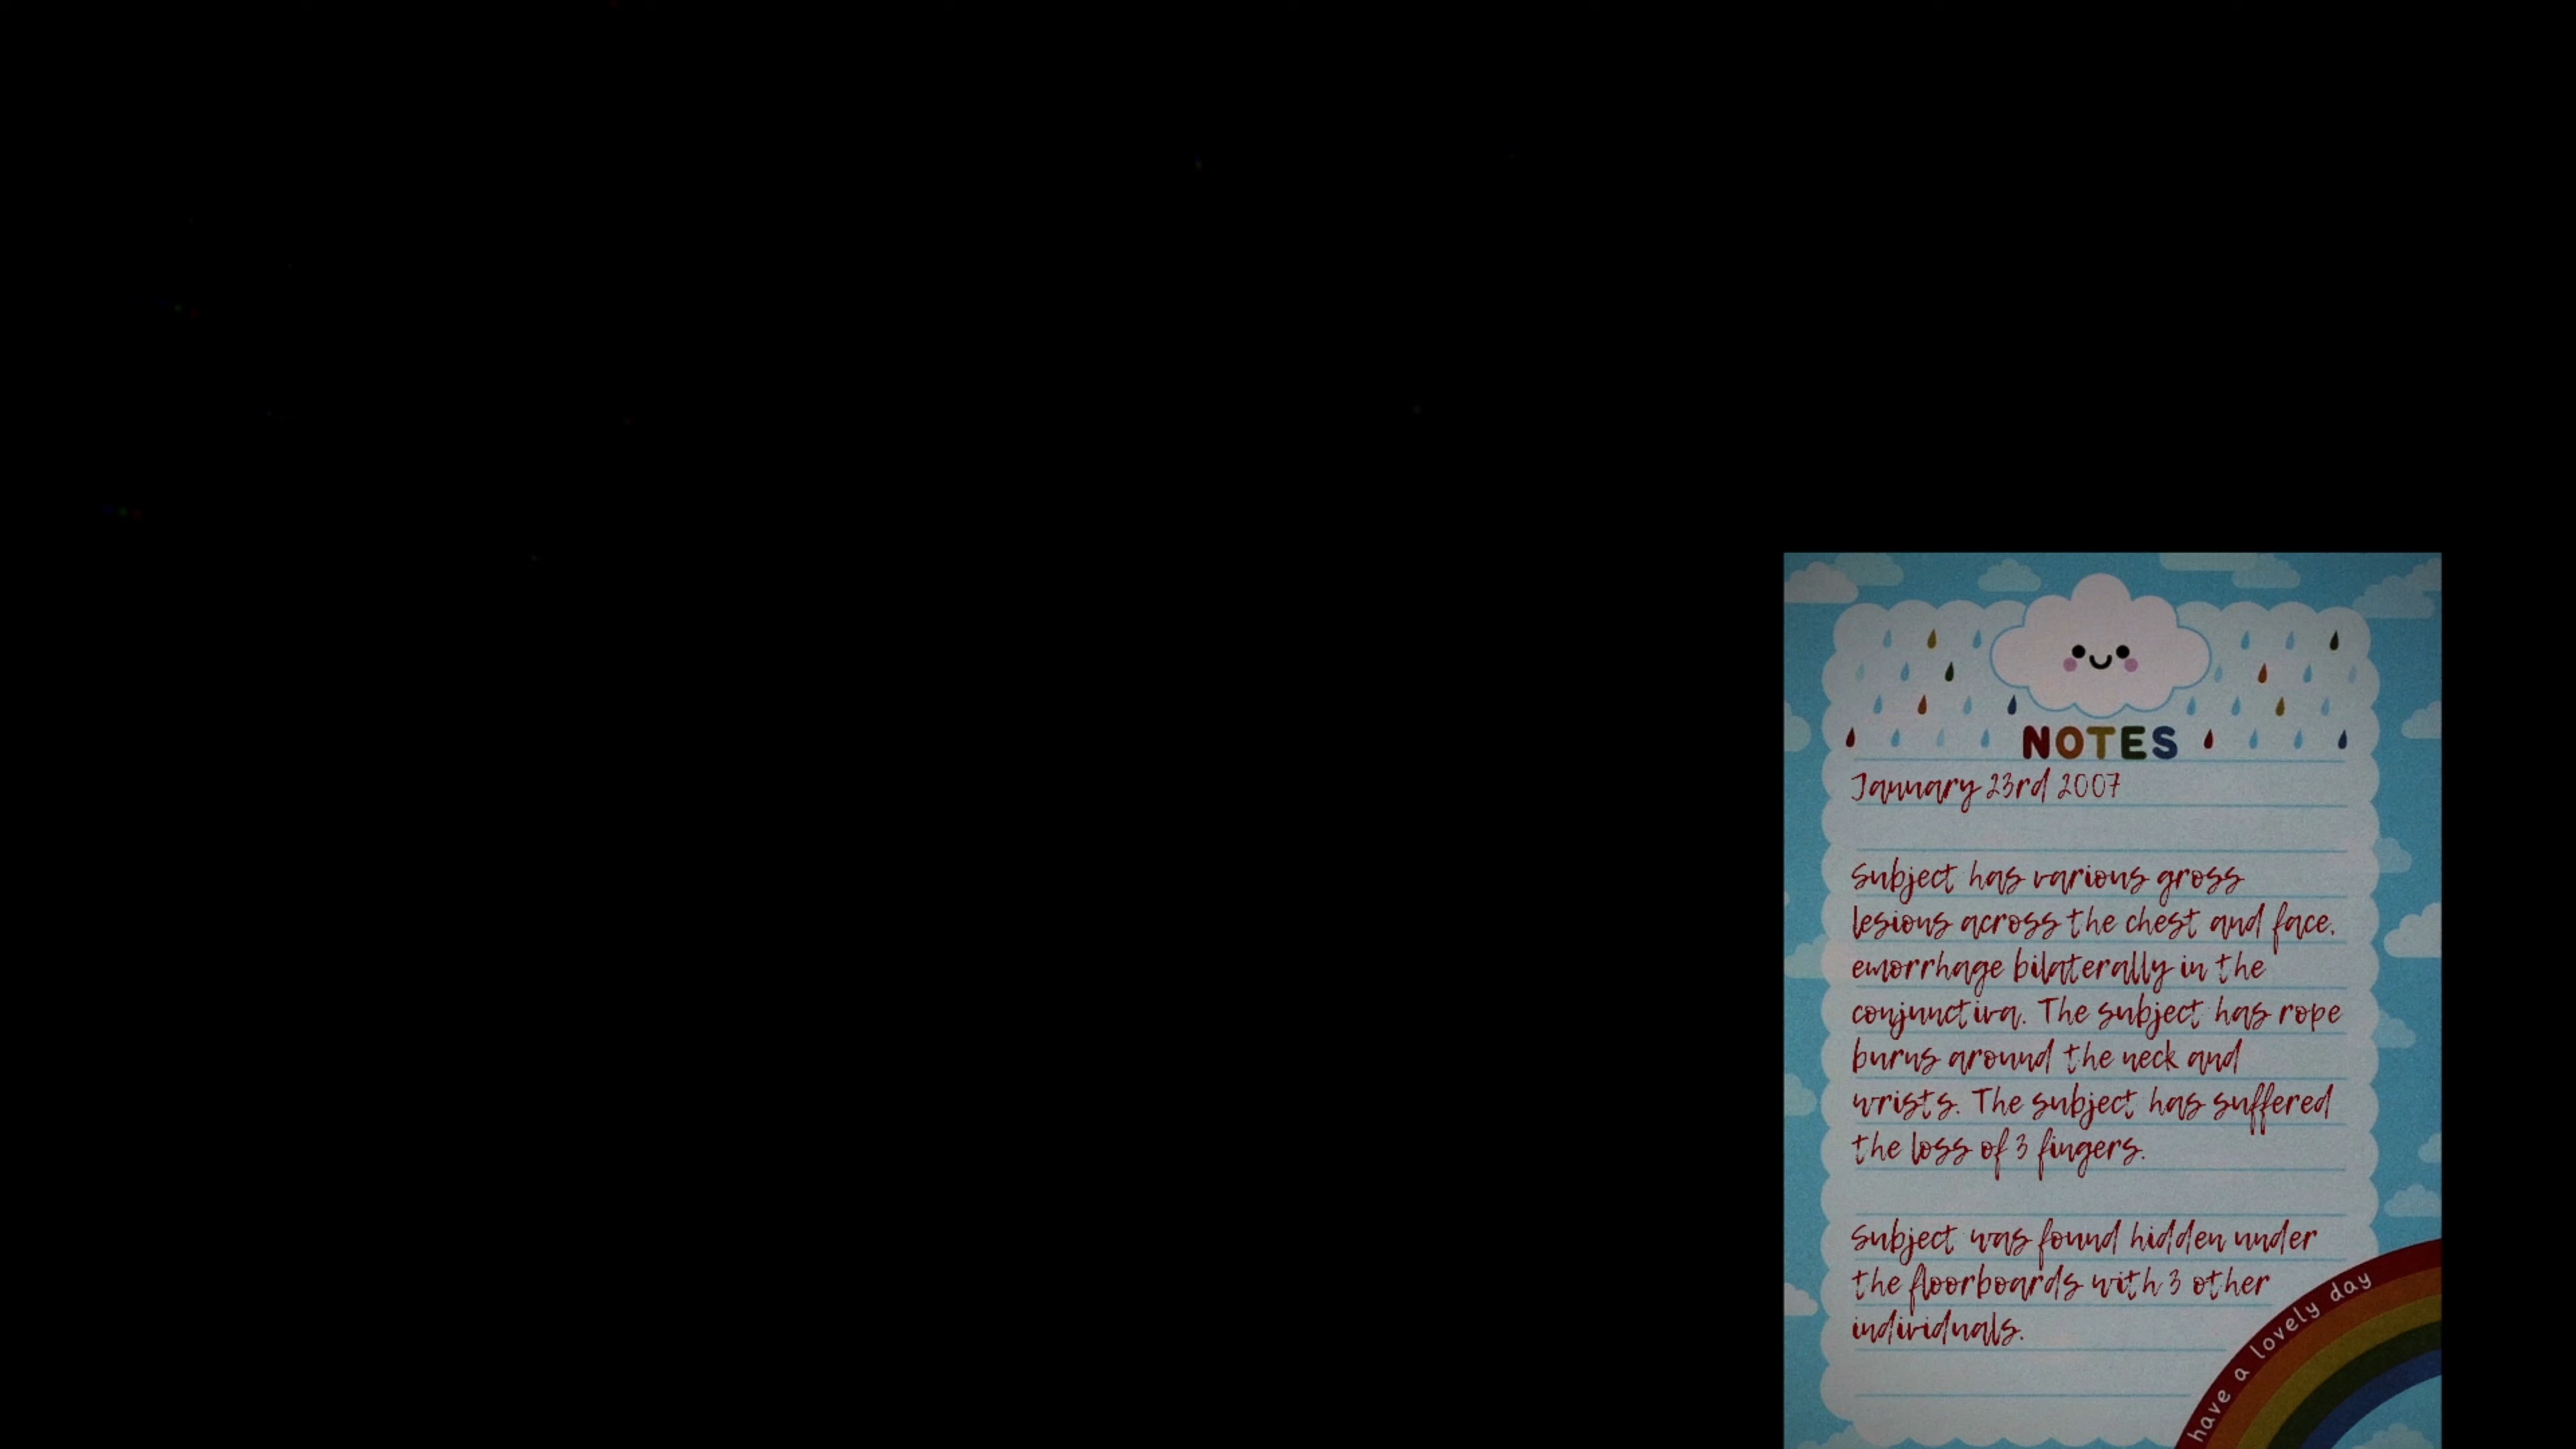 NOTES
January 23rd 2007
Subject has various gross
lesions across the chest and face.
emorrhage bilaterally in the
conjunctiva. The subject has rope
burns around the neck and
wrists. The subject has suffered
the loss of 3 fingers.
Subject was found hidden under
the floorboards with 3 other
individuals.
have a lovely day